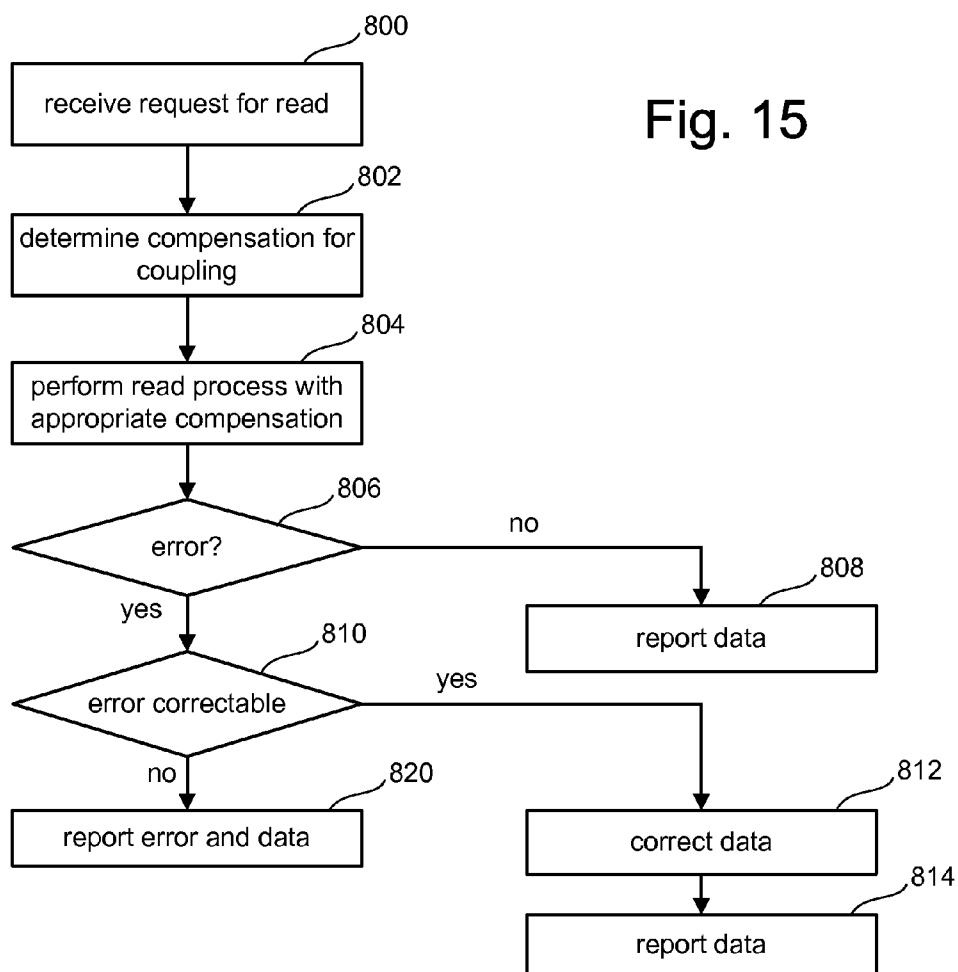 800
receive request for read
Fig. 15
802
determine compensation for
coupling
804
perform read process with
appropriate compensation
806
error?
no
808
report data
yes
810
error correctable
yes
no
820
report error and data
812
correct data
814
report data